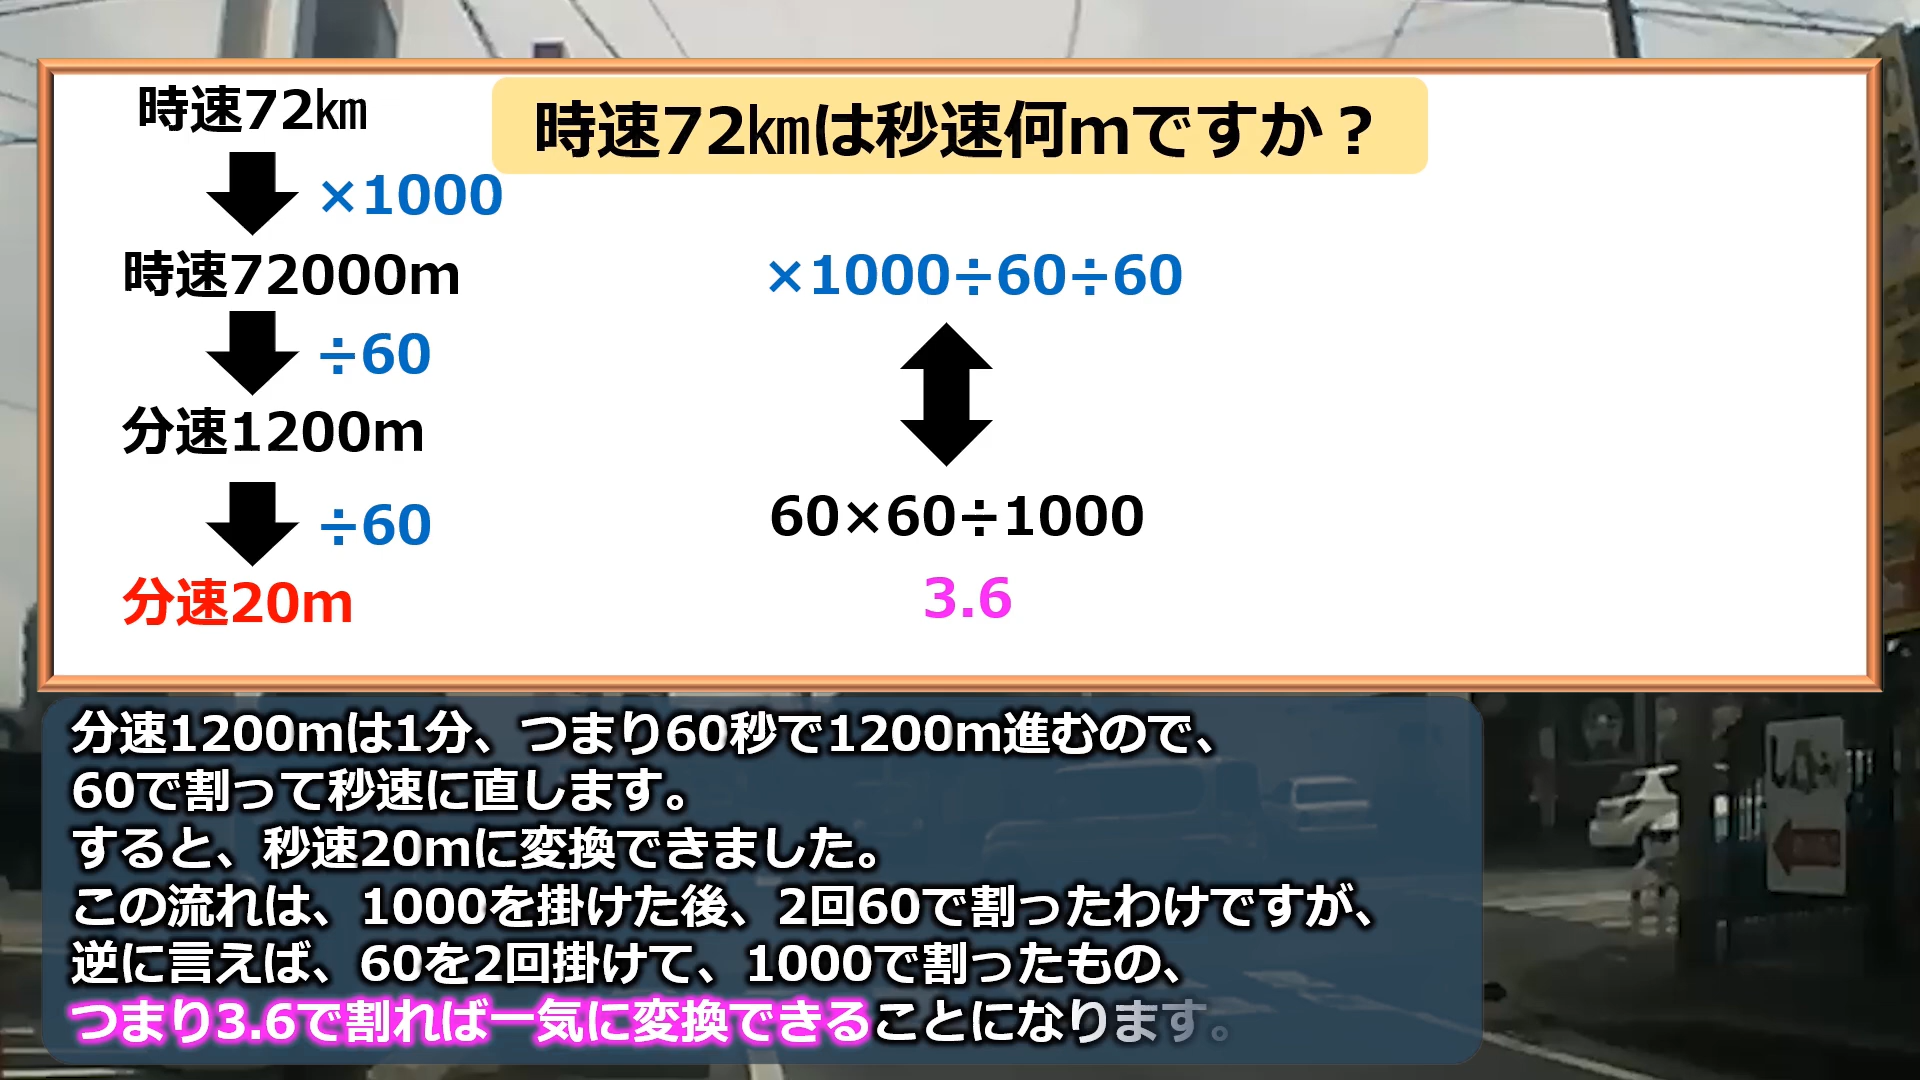 時速72㎞は秒速何mですか？
時速72㎞
×1000
時速72000m
÷60
分速1200m
÷60
分速20m
×1000÷60÷60
60×60÷1000
3.6
分速1200mは1分、つまり60秒で1200m進むので、
60で割って秒速に直します。
すると、秒速20mに変換できました。
この流れは、1000を掛けた後、2回60で割ったわけですが、
逆に言えば、60を2回掛けて、1000で割ったもの、
つまり3.6で割れば一気に変換できることになります。